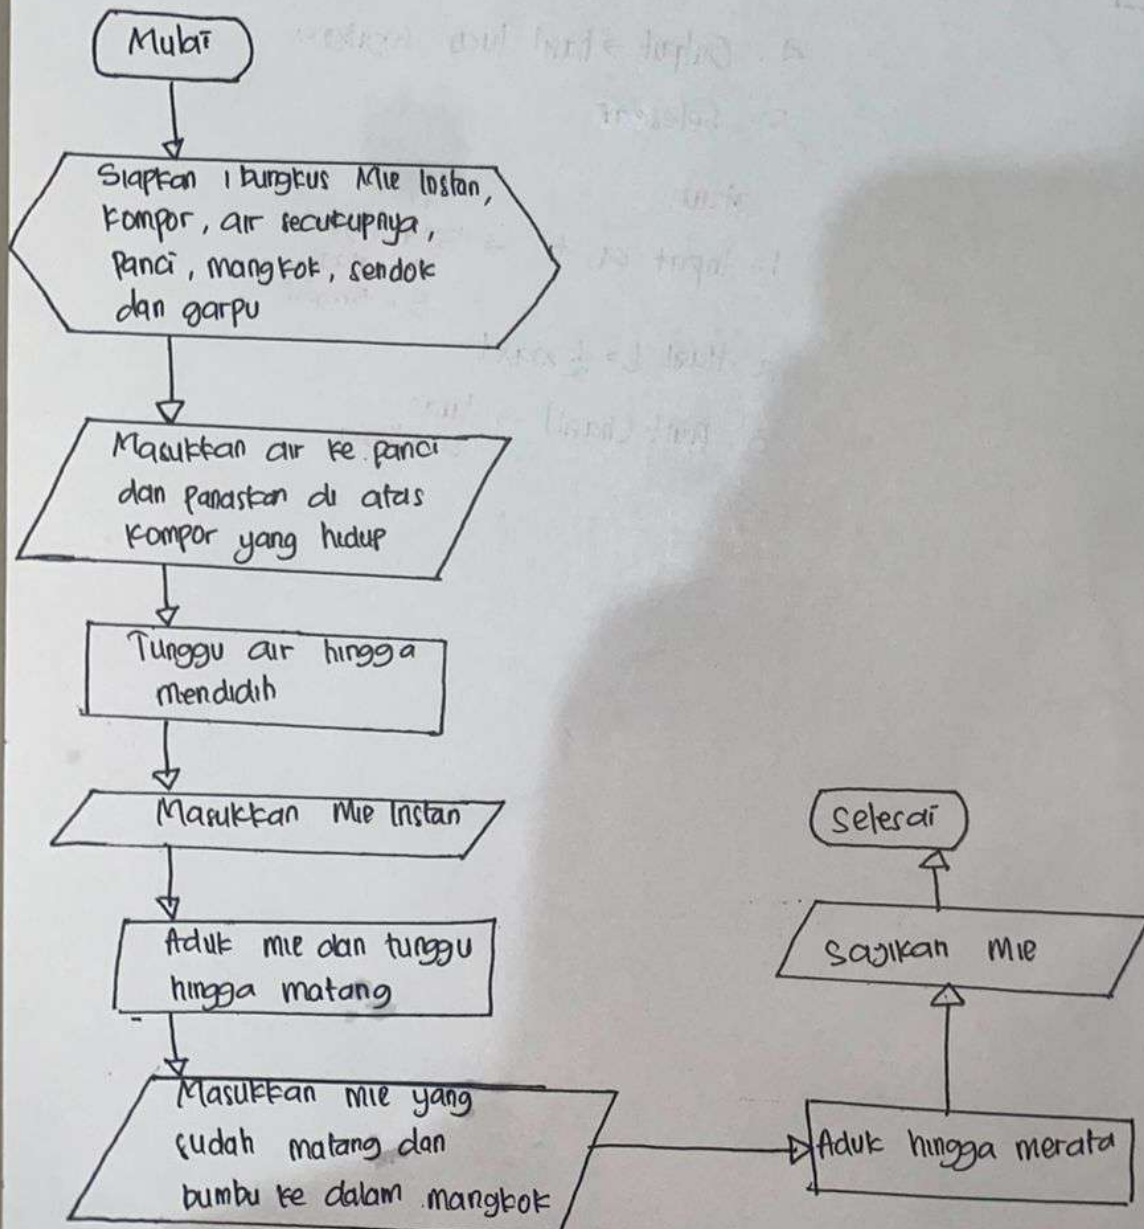 Mulai
Siapkan 1 bungkus Mie Instan,
kompor, air secukupnya,
Panci, mangkok, sendok
dan garpu
Masukkan air ke panci
dan Panaskan di atas
kompor yang hidup
Tunggu air hingga
mendidih
Masukkan Mie Instan
Aduk mie dan tunggu
hingga matang
Masukkan mie yang
sudah matang dan
bumbu ke dalam mangkok
Aduk hingga merata
Sajikan Mie
Selesai